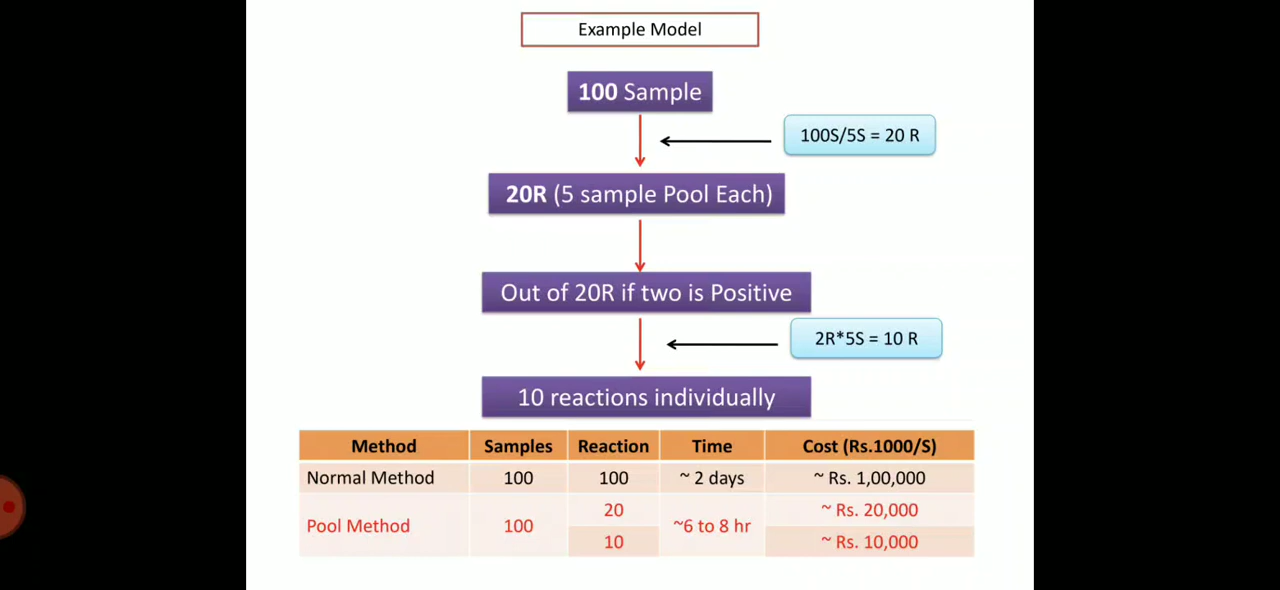 Example Model
100 Sample
100S/5S = 20 R
20R (5 sample Pool Each)
Out of 20R if two is Positive
2R*5S = 10 R
10 reactions individually
Method Samples Reaction Time Cost (Rs.1000/S)
Normal Method 100 100 ~ 2 days ~ Rs. 1,00,000
Pool Method 100 20 ~6 to 8 hr ~ Rs. 20,000
10 ~ Rs. 10,000